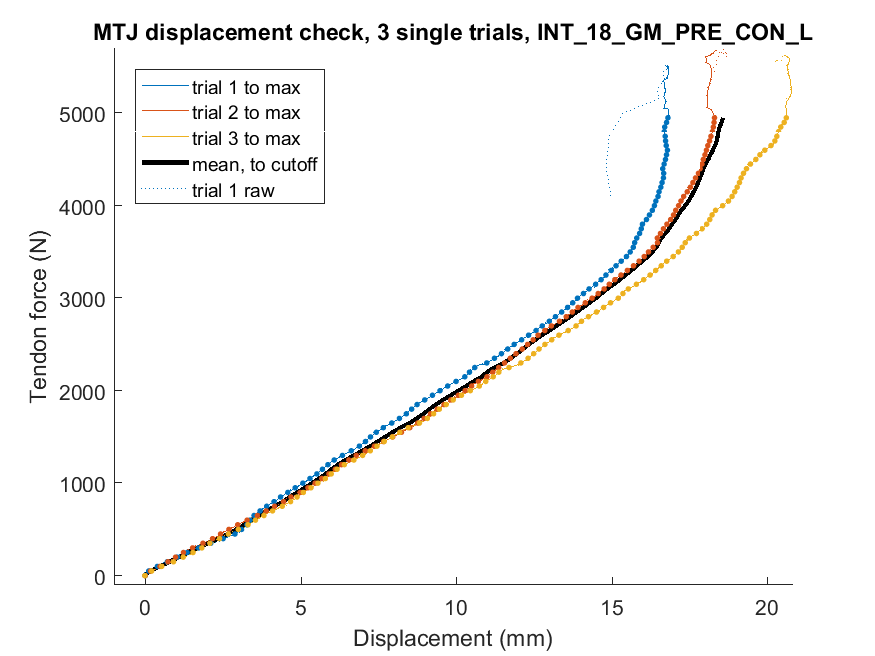 MTJ displacement check, 3 single trials, INT_18_GM_PRE_CON_L
trial 1 to max
trial 2 to max
trial 3 to max
mean, to cutoff
trial 1 raw
5000
4000
3000
2000
1000
0
Tendon force (N)
0 5 10 15 20
Displacement (mm)